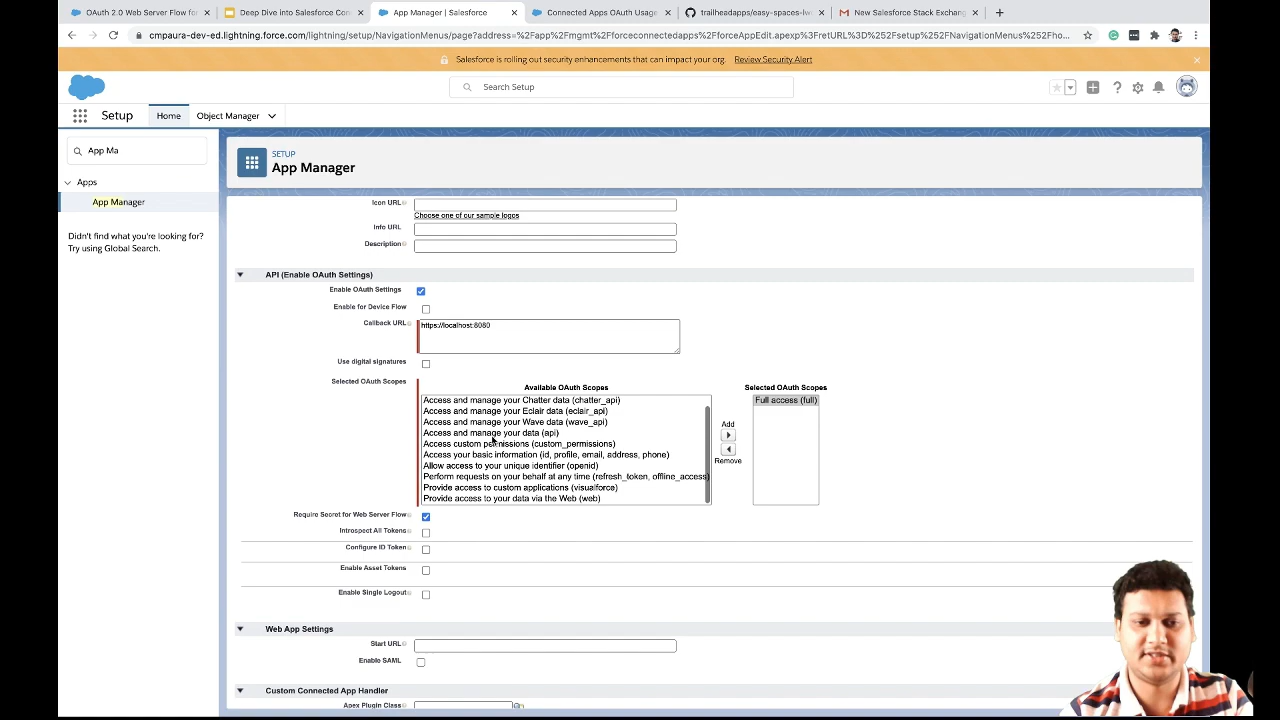 OAuth 2.0 Web Server Flow for
Deep Dive into Salesforce Con
App Manager | Salesforce
Connected Apps OAuth Usage
trailheadapps/easy-spaces-lw
New Salesforce Stack Exchang
cmpaura-dev-ed.lightning.force.com/lightning/setup/NavigationMenus/page?address=%2Fapp%2Fmgmt%2Fforceconnectedapps%2FforceAppEdit.apexp%3FretURL%3D%252Fsetup%252FNavigationMenus%252Fho...
Salesforce is rolling out security enhancements that can impact your org. Review Security Alert
Search Setup
Setup
Home
Object Manager
App Ma
Apps
App Manager
Didn't find what you're looking for?
Try using Global Search.
SETUP
App Manager
Icon URL
Choose one of our sample logos
Info URL
Description
API (Enable OAuth Settings)
Enable OAuth Settings
Enable for Device Flow
Callback URL
https://localhost:8080
Use digital signatures
Selected OAuth Scopes
Available OAuth Scopes
Access and manage your Chatter data (chatter_api)
Access and manage your Eclair data (eclair_api)
Access and manage your Wave data (wave_api)
Access and manage your data (api)
Access custom permissions (custom_permissions)
Access your basic information (id, profile, email, address, phone)
Allow access to your unique identifier (openid)
Perform requests on your behalf at any time (refresh_token, offline_access)
Provide access to custom applications (visualforce)
Provide access to your data via the Web (web)
Add
Remove
Selected OAuth Scopes
Full access (full)
Require Secret for Web Server Flow
Introspect All Tokens
Configure ID Token
Enable Asset Tokens
Enable Single Logout
Web App Settings
Start URL
Enable SAML
Custom Connected App Handler
Apex Plugin Class